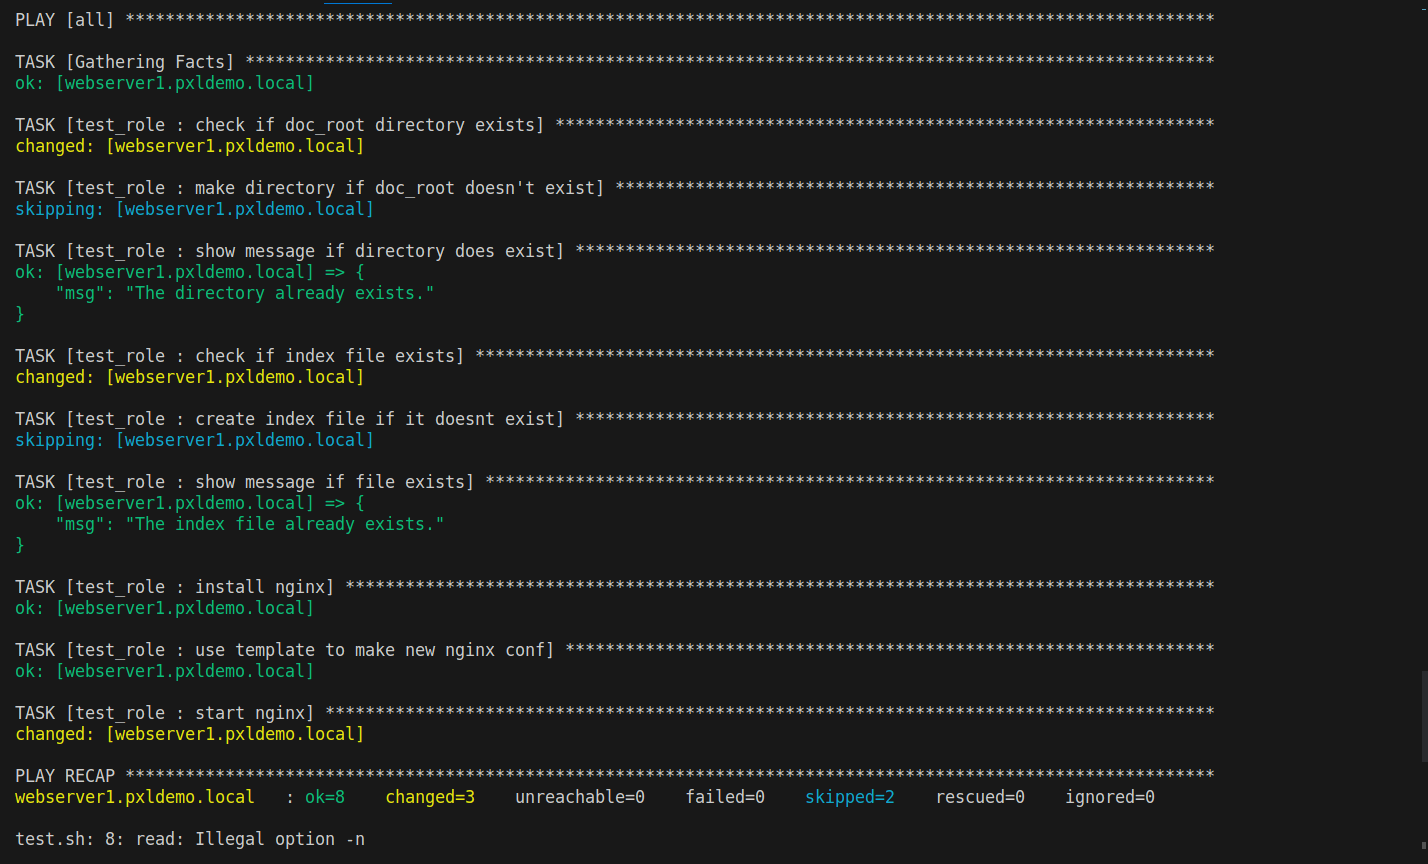 PLAY [all] *************************************************************************************************************
TASK [Gathering Facts] *************************************************************************************************
ok: [webserver1.pxldemo.local]
TASK [test_role : check if doc_root directory exists] ******************************************************************
changed: [webserver1.pxldemo.local]
TASK [test_role : make directory if doc_root doesn't exist] ************************************************************
skipping: [webserver1.pxldemo.local]
TASK [test_role : show message if directory does exist] ****************************************************************
ok: [webserver1.pxldemo.local] => {
    "msg": "The directory already exists."
}
TASK [test_role : check if index file exists] **************************************************************************
changed: [webserver1.pxldemo.local]
TASK [test_role : create index file if it doesnt exist] ****************************************************************
skipping: [webserver1.pxldemo.local]
TASK [test_role : show message if file exists] *************************************************************************
ok: [webserver1.pxldemo.local] => {
    "msg": "The index file already exists."
}
TASK [test_role : install nginx] ***************************************************************************************
ok: [webserver1.pxldemo.local]
TASK [test_role : use template to make new nginx conf] *****************************************************************
ok: [webserver1.pxldemo.local]
TASK [test_role : start nginx] *****************************************************************************************
changed: [webserver1.pxldemo.local]
PLAY RECAP *************************************************************************************************************
webserver1.pxldemo.local   : ok=8    changed=3    unreachable=0    failed=0    skipped=2    rescued=0    ignored=0
test.sh: 8: read: Illegal option -n